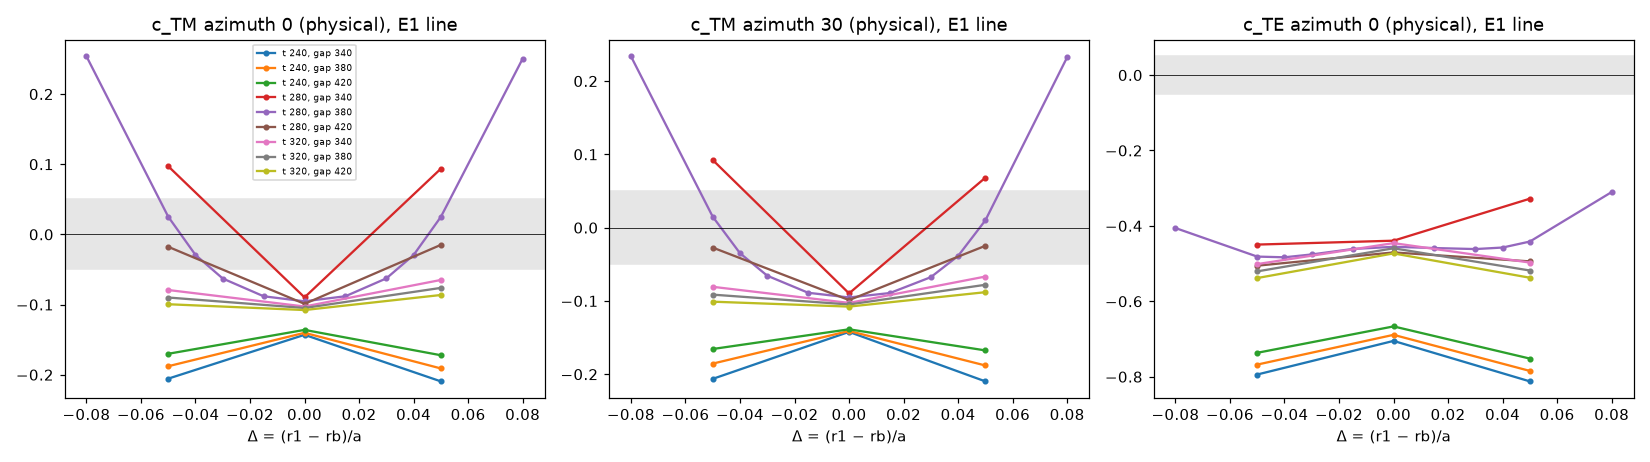 c_TM azimuth 0 (physical), E1 line
0.2
0.1
0.0
−0.1
−0.2
t 240, gap 340
t 240, gap 380
t 240, gap 420
t 280, gap 340
t 280, gap 380
t 280, gap 420
t 320, gap 340
t 320, gap 380
t 320, gap 420
−0.08 −0.06 −0.04 −0.02 0.00 0.02 0.04 0.06 0.08
Δ = (r1 − rb)/a
c_TM azimuth 30 (physical), E1 line
0.2
0.1
0.0
−0.1
−0.2
−0.08 −0.06 −0.04 −0.02 0.00 0.02 0.04 0.06 0.08
Δ = (r1 − rb)/a
c_TE azimuth 0 (physical), E1 line
0.0
−0.2
−0.4
−0.6
−0.8
−0.08 −0.06 −0.04 −0.02 0.00 0.02 0.04 0.06 0.08
Δ = (r1 − rb)/a